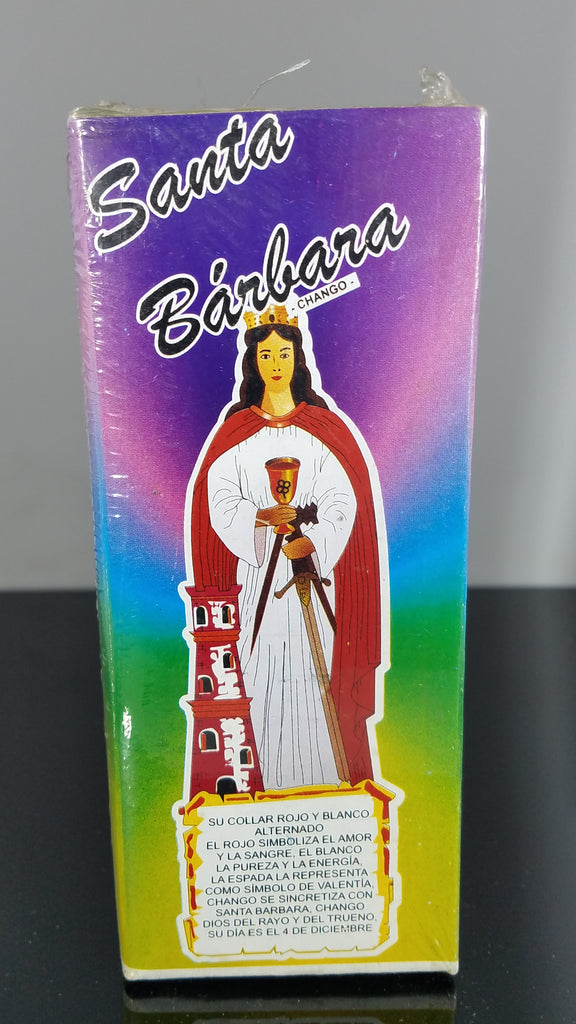 Santa
Bárbara
- CHANGO -
SU COLLAR ROJO Y BLANCO
ALTERNADO
EL ROJO SIMBOLIZA EL AMOR
Y LA SANGRE, EL BLANCO
LA PUREZA Y LA ENERGÍA,
LA ESPADA LA REPRESENTA
COMO SÍMBOLO DE VALENTÍA,
CHANGO SE SINCRETIZA CON
SANTA BARBARA, CHANGO
DIOS DEL RAYO Y DEL TRUENO,
SU DÍA ES EL 4 DE DICIEMBRE